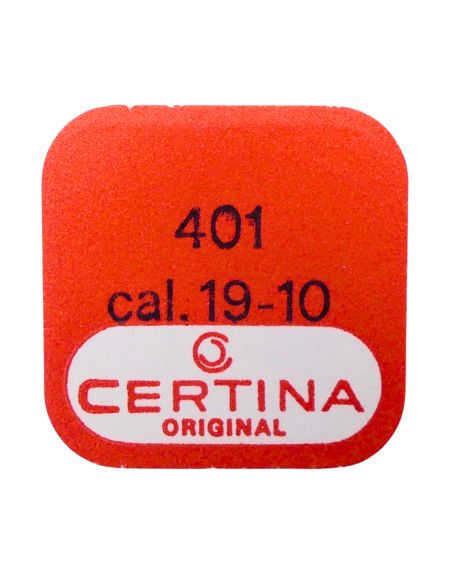 401
cal. 19-10
CERTINA
ORIGINAL